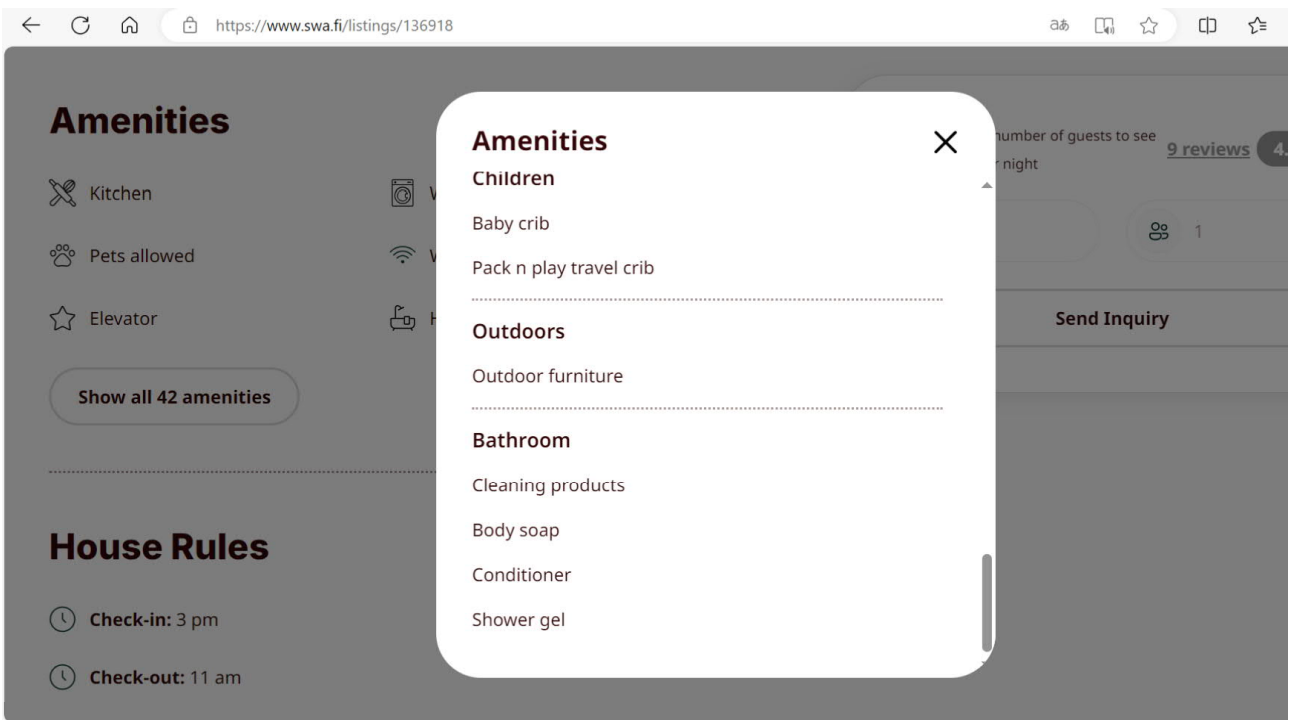 https://www.swa.fi/listings/136918
Amenities
Kitchen
Pets allowed
Elevator
Show all 42 amenities
House Rules
Check-in: 3 pm
Check-out: 11 am
Amenities
Children
Baby crib
Pack n play travel crib
Outdoors
Outdoor furniture
Bathroom
Cleaning products
Body soap
Conditioner
Shower gel
number of guests to see
night
9 reviews
4.
1
Send Inquiry